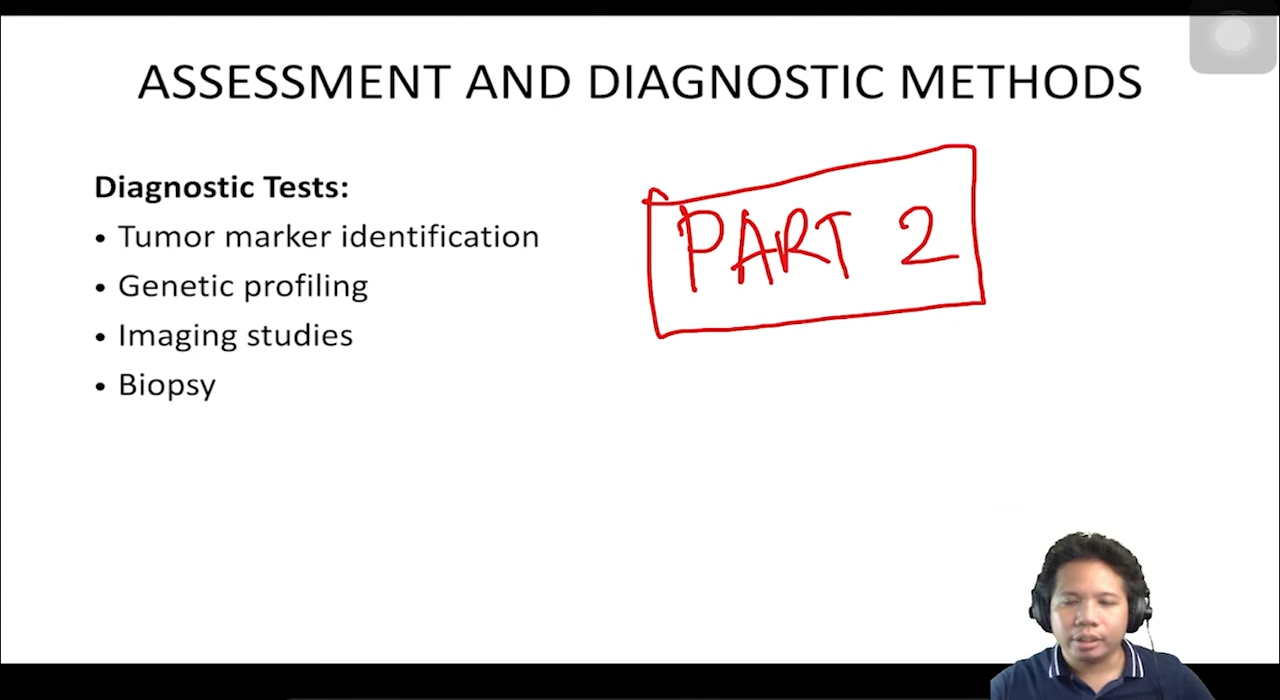 ASSESSMENT AND DIAGNOSTIC METHODS
Diagnostic Tests:
• Tumor marker identification
• Genetic profiling
• Imaging studies
• Biopsy
PART 2